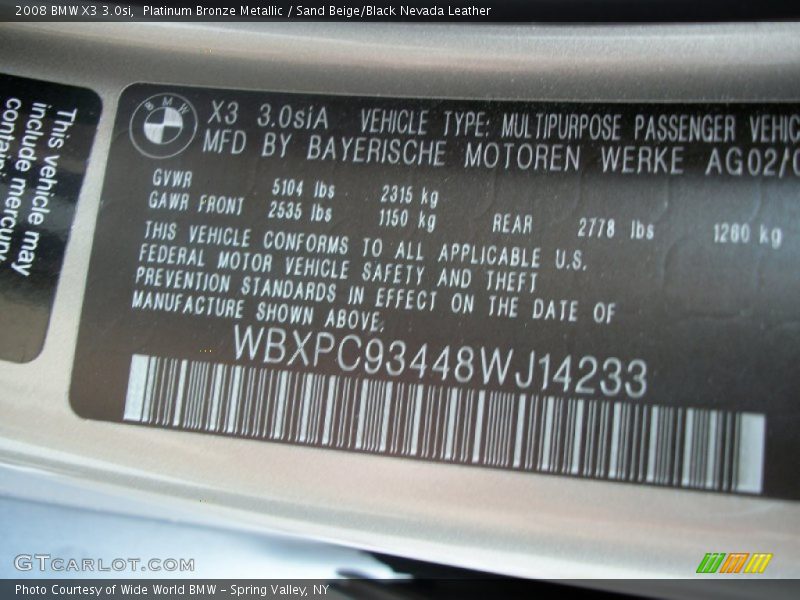 2008 BMW X3 3.0si, Platinum Bronze Metallic / Sand Beige/Black Nevada Leather
This vehicle may
include mercury
BMW
X3 3.0siA VEHICLE TYPE: MULTIPURPOSE PASSENGER VEHIC
MFD BY BAYERISCHE MOTOREN WERKE AG02/0
GVWR 5104 lbs 2315 kg
GAWR FRONT 2535 lbs 1150 kg REAR 2778 lbs 1260 kg
THIS VEHICLE CONFORMS TO ALL APPLICABLE U.S.
FEDERAL MOTOR VEHICLE SAFETY AND THEFT
PREVENTION STANDARDS IN EFFECT ON THE DATE OF
MANUFACTURE SHOWN ABOVE.
WBXPC93448WJ14233
GTCARLOT.COM
Photo Courtesy of Wide World BMW - Spring Valley, NY